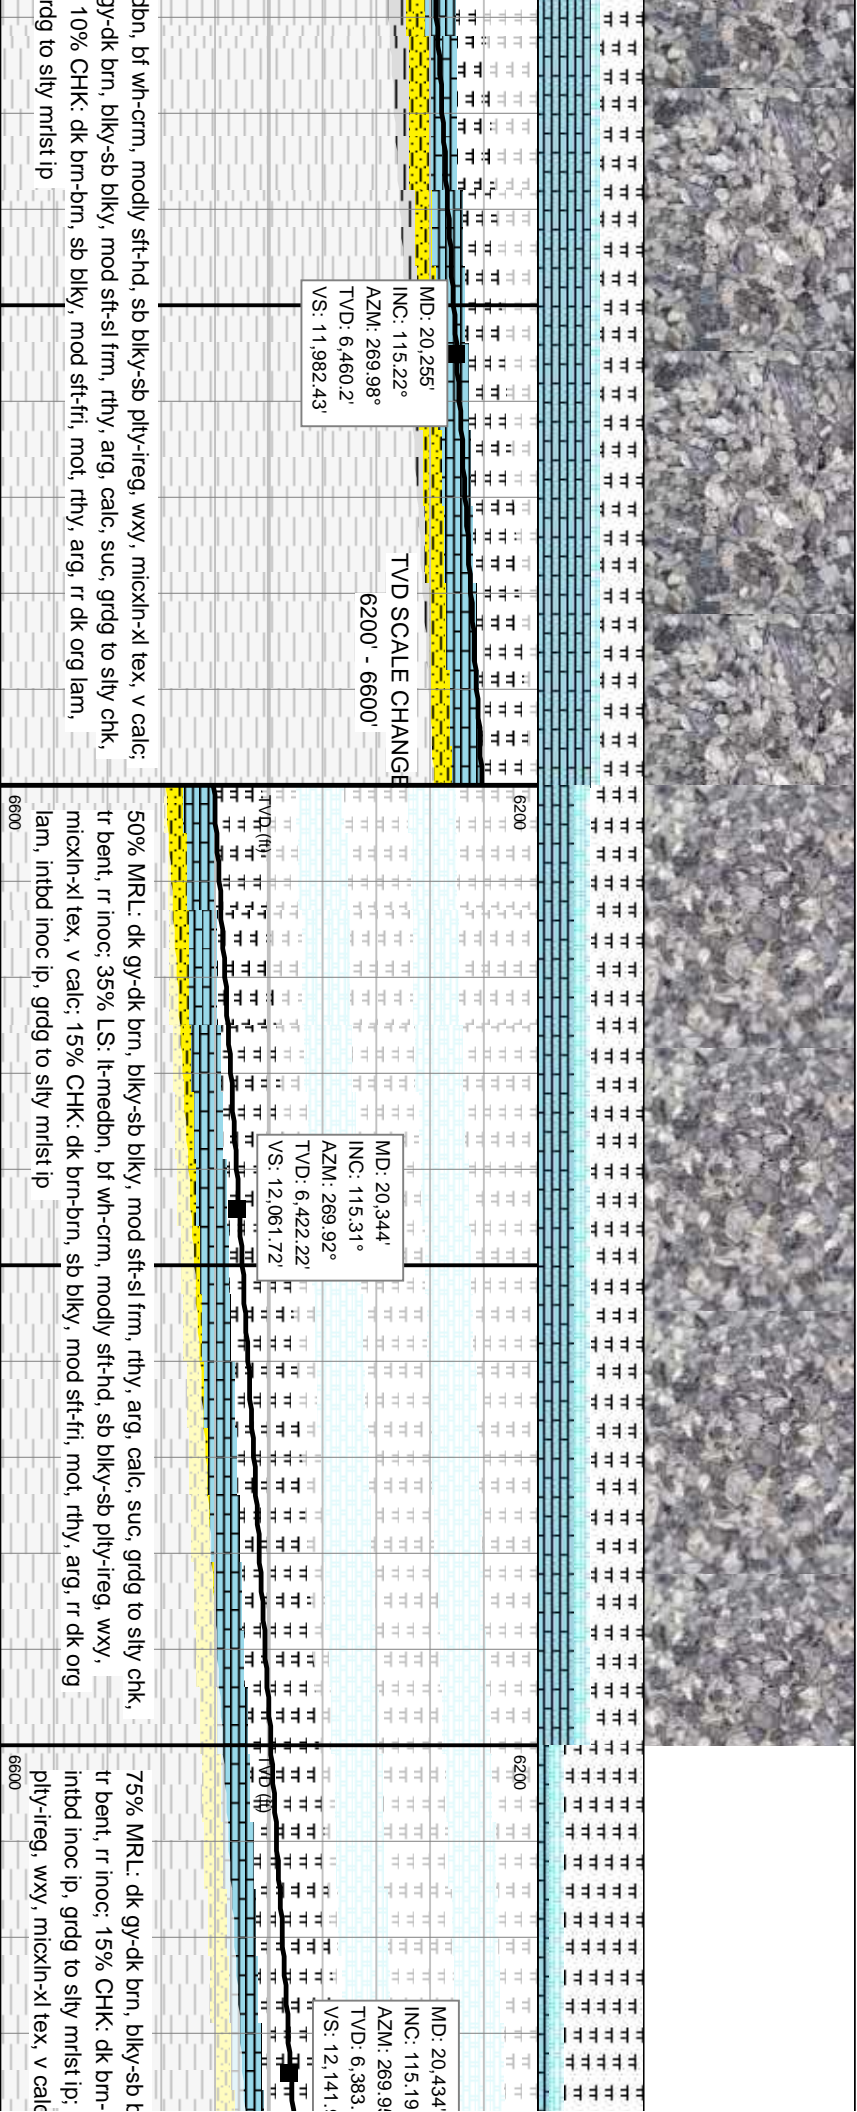 dbn, bf wh-crm, modly sft-hd, sb blky-sb plty-ireg, wxy, micxln-xl tex, v calc;
gy-dk brn, blky-sb blky, mod sft-sl frm, rthy, arg, calc, suc, grdg to slty chk,
10% CHK: dk brn-brn, sb blky, mod sft-fri, mot, rthy, arg, rr dk org lam,
rdg to slty mrlst ip
MD: 20,255'
INC: 115.22°
AZM: 269.98°
TVD: 6,460.2'
VS: 11,982.43'
TVD SCALE CHANGE
6200' - 6600'
6200
TVD (ft)
6600
50% MRL: dk gy-dk brn, blky-sb blky, mod sft-sl frm, rthy, arg, calc, suc, grdg to slty chk,
tr bent, rr inoc; 35% LS: lt-medbn, bf wh-crm, modly sft-hd, sb blky-sb plty-ireg, wxy,
micxln-xl tex, v calc; 15% CHK: dk brn-brn, sb blky, mod sft-fri, mot, rthy, arg, rr dk org
lam, intbd inoc ip, grdg to slty mrlst ip
MD: 20,344'
INC: 115.31°
AZM: 269.92°
TVD: 6,422.22'
VS: 12,061.72'
6200
TVD (ft)
6600
75% MRL: dk gy-dk brn, blky-sb b
tr bent, rr inoc; 15% CHK: dk brn-
intbd inoc ip, grdg to slty mrlst ip;
plty-ireg, wxy, micxln-xl tex, v calc
MD: 20,434'
INC: 115.19
AZM: 269.95
TVD: 6,383.
VS: 12,141.